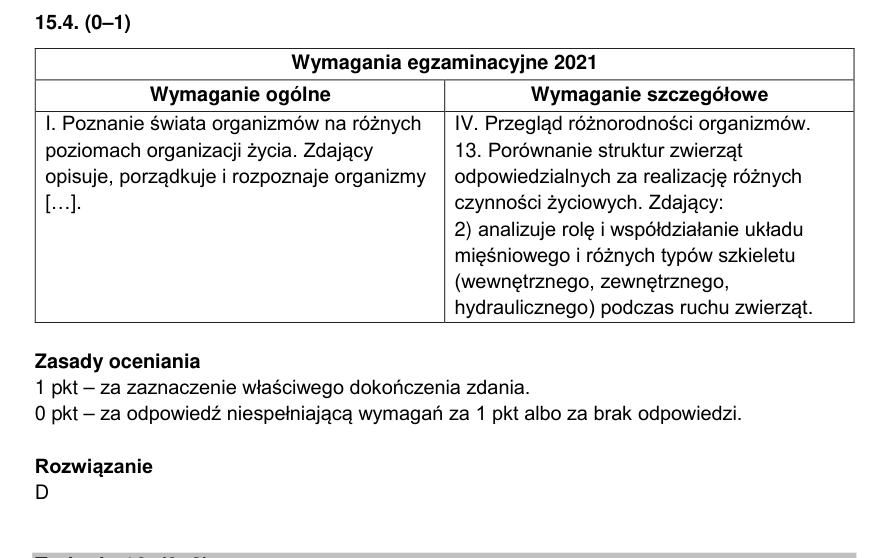 15.4. (0–1)
Wymagania egzaminacyjne 2021
Wymaganie ogólne
Wymaganie szczegółowe
I. Poznanie świata organizmów na różnych
poziomach organizacji życia. Zdający
opisuje, porządkuje i rozpoznaje organizmy
[…].
IV. Przegląd różnorodności organizmów.
13. Porównanie struktur zwierząt
odpowiedzialnych za realizację różnych
czynności życiowych. Zdający:
2) analizuje rolę i współdziałanie układu
mięśniowego i różnych typów szkieletu
(wewnętrznego, zewnętrznego,
hydraulicznego) podczas ruchu zwierząt.
Zasady oceniania
1 pkt – za zaznaczenie właściwego dokończenia zdania.
0 pkt – za odpowiedź niespełniającą wymagań za 1 pkt albo za brak odpowiedzi.
Rozwiązanie
D